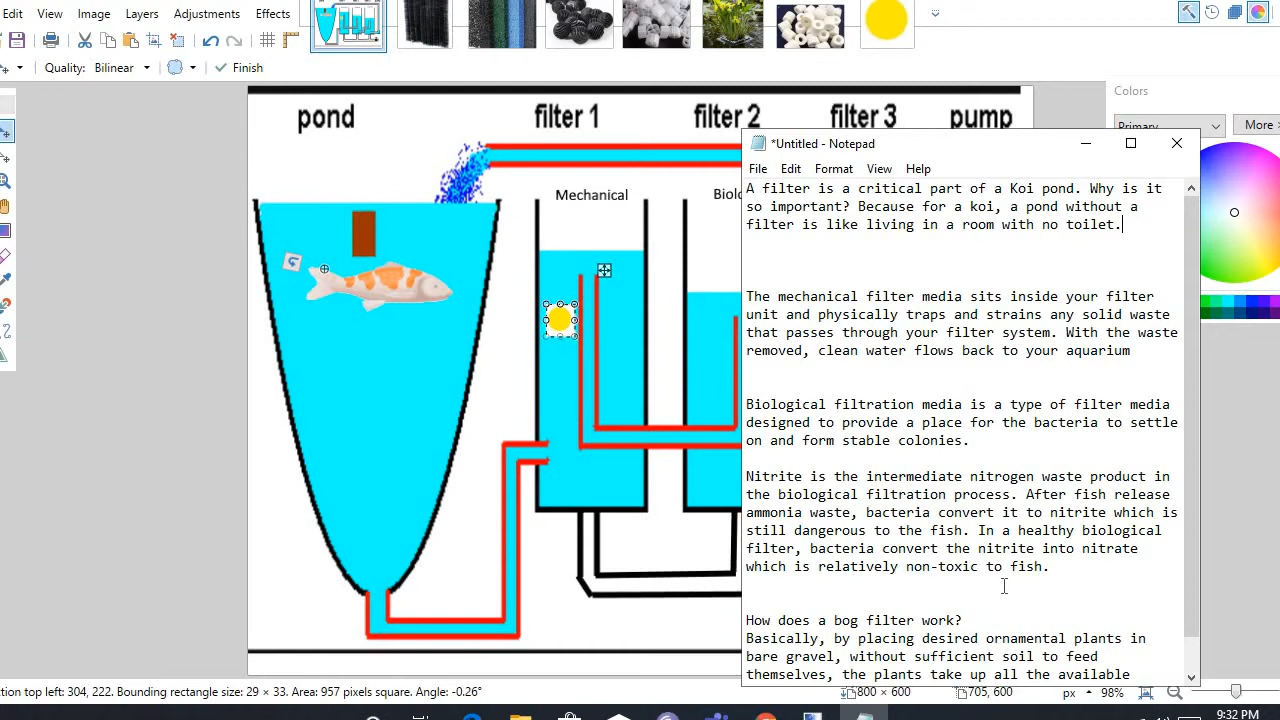 Edit View Image Layers Adjustments Effects
Quality: Bilinear Finish
Colors
Primary More
pond filter 1 filter 2 filter 3 pump
Mechanical
*Untitled - Notepad
File Edit Format View Help
A filter is a critical part of a Koi pond. Why is it
so important? Because for a koi, a pond without a
filter is like living in a room with no toilet.
The mechanical filter media sits inside your filter
unit and physically traps and strains any solid waste
that passes through your filter system. With the waste
removed, clean water flows back to your aquarium
Biological filtration media is a type of filter media
designed to provide a place for the bacteria to settle
on and form stable colonies.
Nitrite is the intermediate nitrogen waste product in
the biological filtration process. After fish release
ammonia waste, bacteria convert it to nitrite which is
still dangerous to the fish. In a healthy biological
filter, bacteria convert the nitrite into nitrate
which is relatively non-toxic to fish.
How does a bog filter work?
Basically, by placing desired ornamental plants in
bare gravel, without sufficient soil to feed
themselves, the plants take up all the available
ction top left: 304, 222. Bounding rectangle size: 29 × 33. Area: 957 pixels square. Angle: -0.26°
800 × 600 705, 600 px 98%
9:32 PM